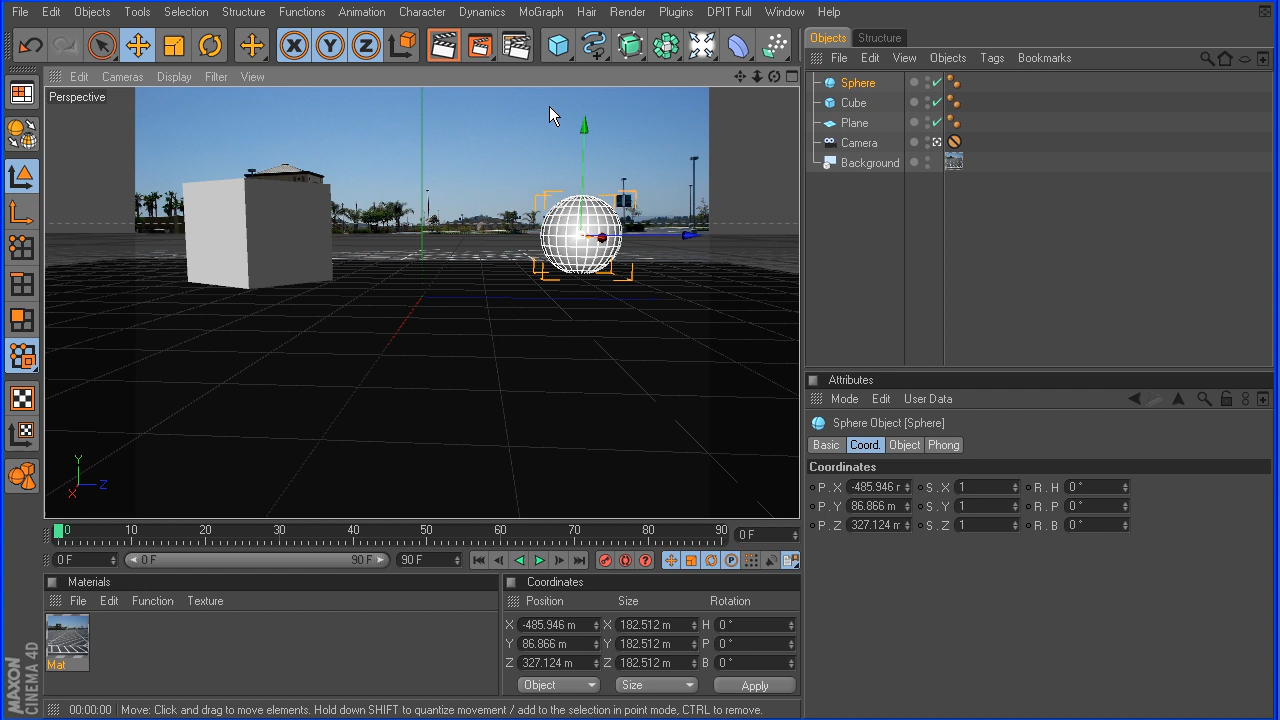 File Edit Objects Tools Selection Structure Functions Animation Character Dynamics MoGraph Hair Render Plugins DPIT Full Window Help
Objects Structure
File Edit View Objects Tags Bookmarks
Edit Cameras Display Filter View
Perspective
Sphere
Cube
Plane
Camera
Background
Attributes
Mode Edit User Data
Sphere Object [Sphere]
Basic Coord. Object Phong
Coordinates
P . X -485.946 r S . X 1 R . H 0 °
P . Y 86.866 m S . Y 1 R . P 0 °
P . Z 327.124 m S . Z 1 R . B 0 °
Y
Z
X
0 10 20 30 40 50 60 70 80 90 0 F
0 F 0 F 90 F 90 F
Materials
File Edit Function Texture
Mat
Coordinates
Position Size Rotation
X -485.946 m X 182.512 m H 0 °
Y 86.866 m Y 182.512 m P 0 °
Z 327.124 m Z 182.512 m B 0 °
Object Size Apply
MAXON
CINEMA 4D
00:00:00 Move: Click and drag to move elements. Hold down SHIFT to quantize movement / add to the selection in point mode, CTRL to remove.